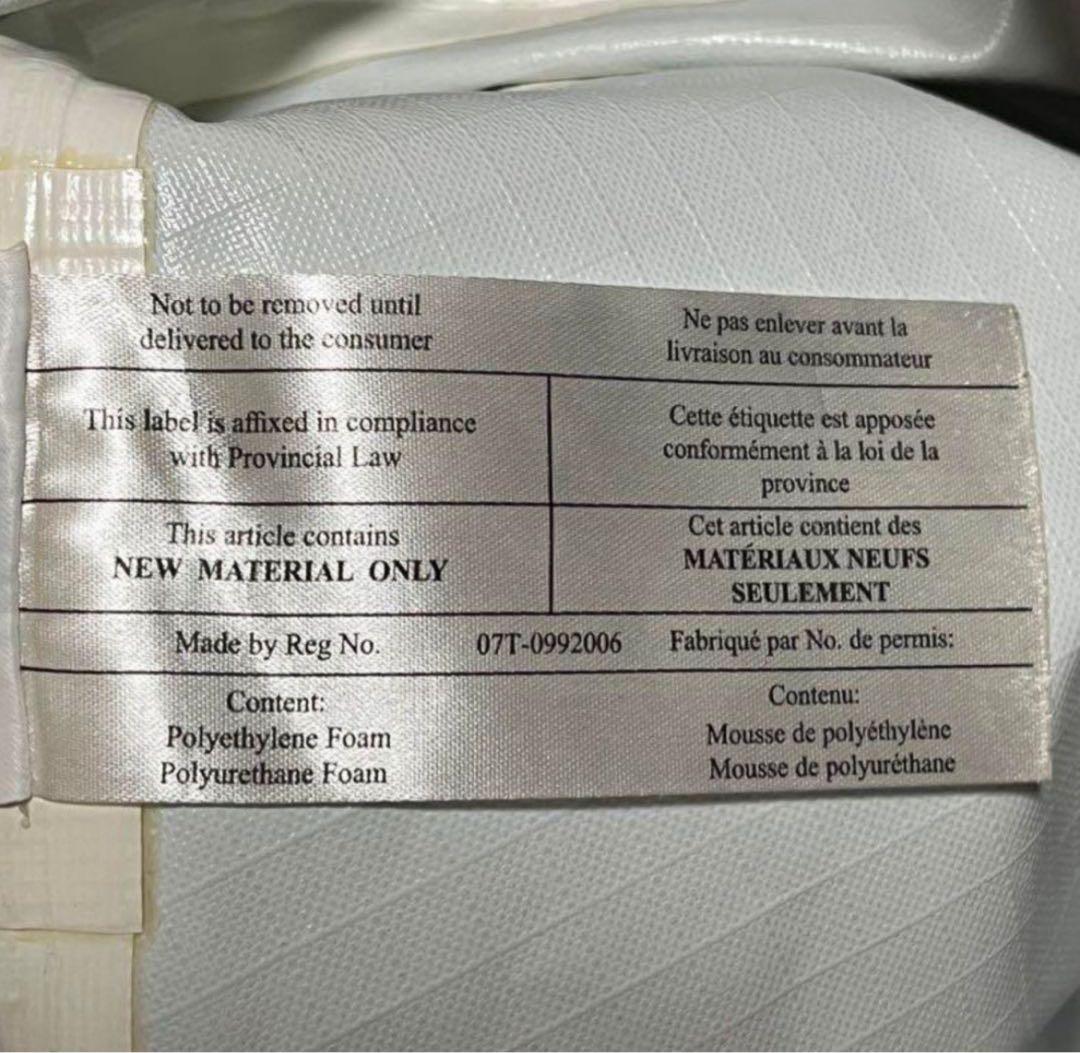 Not to be removed until
delivered to the consumer
Ne pas enlever avant la
livraison au consommateur
This label is affixed in compliance
with Provincial Law
Cette étiquette est apposée
conformément à la loi de la
province
This article contains
NEW MATERIAL ONLY
Cet article contient des
MATÉRIAUX NEUFS
SEULEMENT
Made by Reg No. 07T-0992006 Fabriqué par No. de permis:
Content:
Polyethylene Foam
Polyurethane Foam
Contenu:
Mousse de polyéthylène
Mousse de polyuréthane